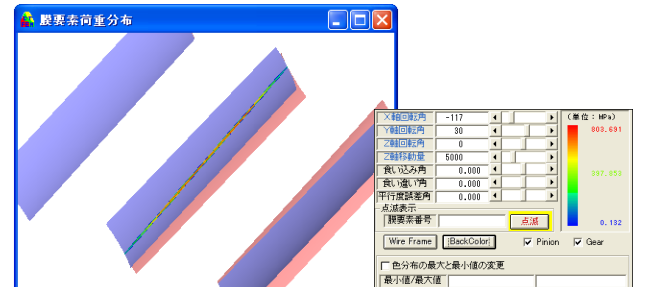 膜要素荷重分布
X軸回転角 -117
Y軸回転角 30
Z軸回転角 0
Z軸移動量 5000
食い込み角 0.000
食い違い角 0.000
平行度誤差角 0.000
点滅表示
膜要素番号 点滅
Wire Frame BackColor Pinion Gear
色分布の最大と最小値の変更
最小値/最大値
(単位: MPa)
803.691
0.132